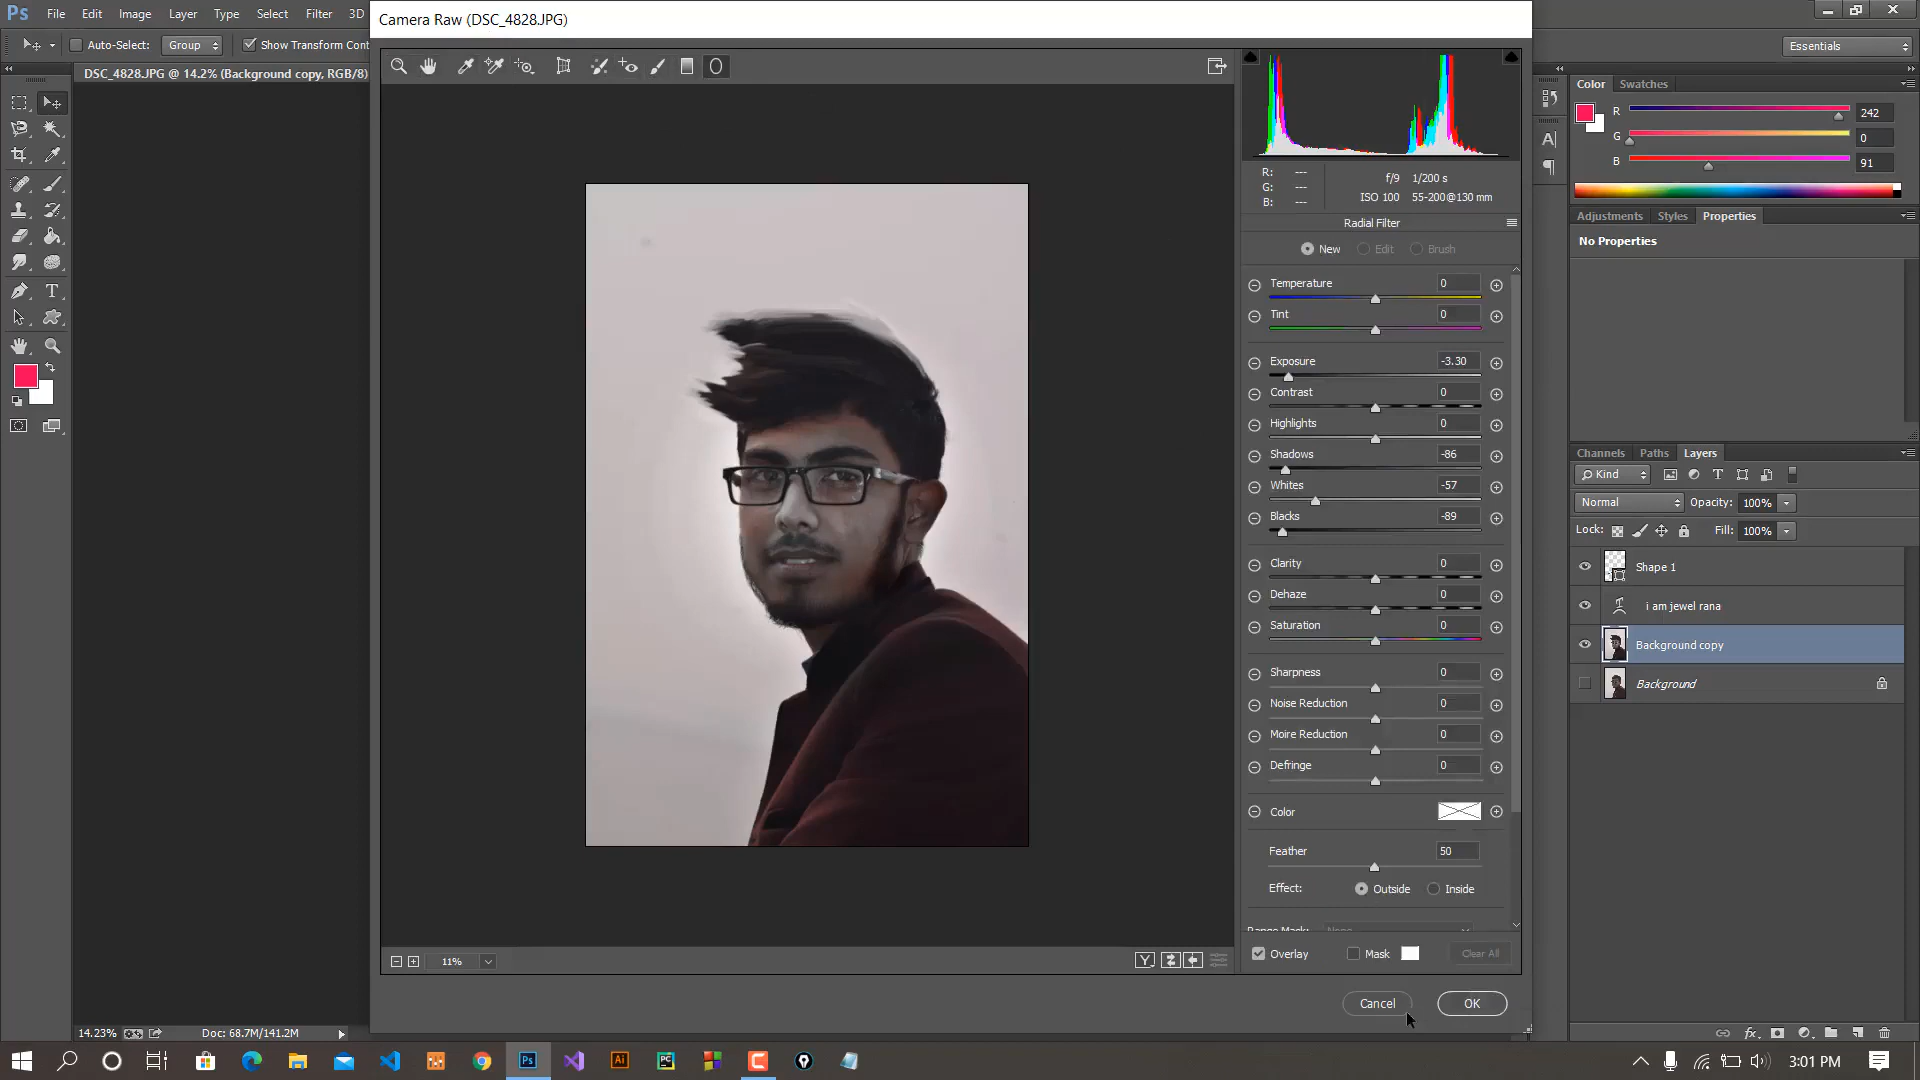 Ps File Edit Image Layer Type Select Filter 3D
Camera Raw (DSC_4828.JPG)
Auto-Select: Group Show Transform Cont
Essentials
DSC_4828.JPG @ 14.2% (Background copy, RGB/8)
Color Swatches
R 242
G 0
B 91
R: ---
G: ---
B: ---
f/9 1/200 s
ISO 100 55-200@130 mm
Radial Filter
New Edit Brush
Temperature 0
Tint 0
Exposure -3.30
Contrast 0
Highlights 0
Shadows -86
Whites -57
Blacks -89
Clarity 0
Dehaze 0
Saturation 0
Sharpness 0
Noise Reduction 0
Moire Reduction 0
Defringe 0
Color
Feather 50
Effect: Outside Inside
Range Mask: None
Overlay Mask Clear All
11%
Y
Cancel OK
Adjustments Styles Properties
No Properties
Channels Paths Layers
Kind
Normal Opacity: 100%
Lock: Fill: 100%
Shape 1
i am jewel rana
Background copy
Background
14.23% Doc: 68.7M/141.2M
Ps Ai PC
3:01 PM